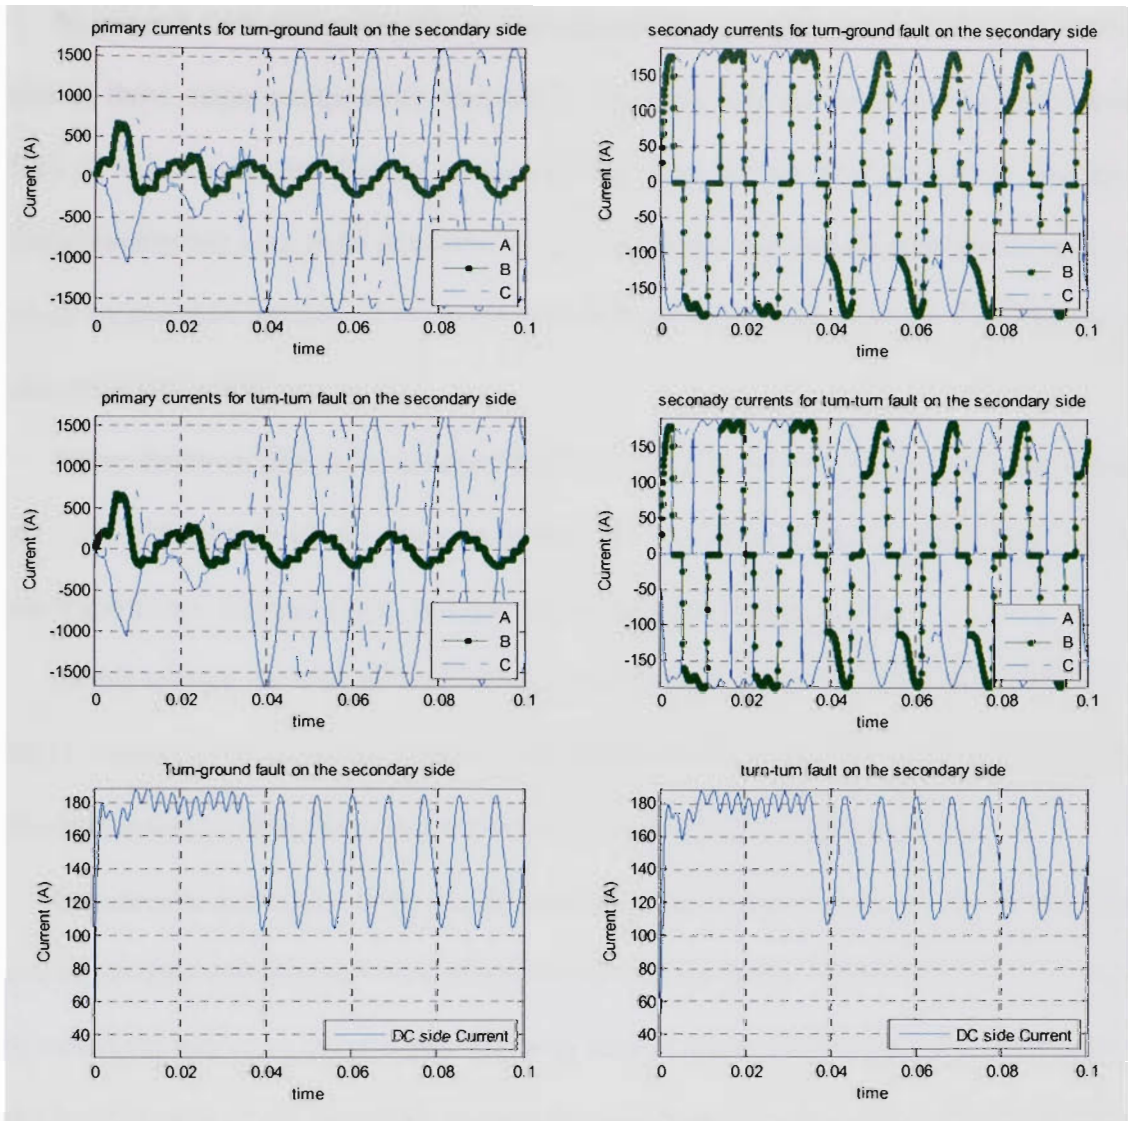 primary currents for turn-ground fault on the secondary side
1500
1000
500
0
-500
-1000
-1500
Current (A)
A
B
C
0 0.02 0.04 0.06 0.08 0.1
time
seconady currents for turn-ground fault on the secondary side
150
100
50
0
-50
-100
-150
Current (A)
A
B
C
0 0.02 0.04 0.06 0.08 0.1
time
primary currents for turn-turn fault on the secondary side
1500
1000
500
0
-500
-1000
-1500
Current (A)
A
B
C
0 0.02 0.04 0.06 0.08 0.1
time
seconady currents for turn-turn fault on the secondary side
150
100
50
0
-50
-100
-150
Current (A)
A
B
C
0 0.02 0.04 0.06 0.08 0.1
time
Turn-ground fault on the secondary side
180
160
140
120
100
80
60
40
Current (A)
DC side Current
0 0.02 0.04 0.06 0.08 0.1
time
turn-turn fault on the secondary side
180
160
140
120
100
80
60
40
Current (A)
DC side Current
0 0.02 0.04 0.06 0.08 0.1
time